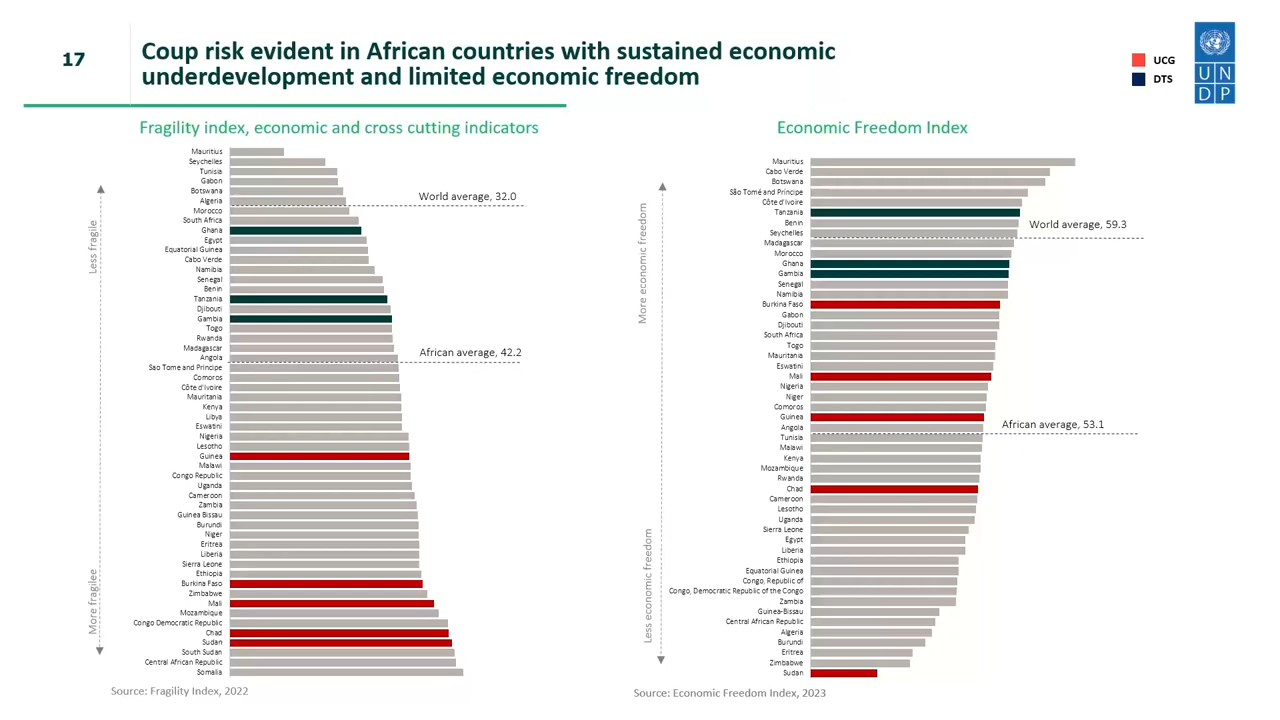 17
Coup risk evident in African countries with sustained economic
underdevelopment and limited economic freedom
UCG
DTS
U N
D P
Fragility index, economic and cross cutting indicators
Less fragile
More fragilee
Mauritius
Seychelles
Tunisia
Gabon
Botswana
Algeria
World average, 32.0
Morocco
South Africa
Ghana
Egypt
Equatorial Guinea
Cabo Verde
Namibia
Senegal
Benin
Tanzania
Djibouti
Gambia
Togo
Rwanda
Madagascar
Angola
African average, 42.2
Sao Tome and Principe
Comoros
Côte d'Ivoire
Mauritania
Kenya
Libya
Eswatini
Nigeria
Lesotho
Guinea
Malawi
Congo Republic
Uganda
Cameroon
Zambia
Guinea Bissau
Burundi
Niger
Eritrea
Liberia
Sierra Leone
Ethiopia
Burkina Faso
Zimbabwe
Mali
Mozambique
Congo Democratic Republic
Chad
Sudan
South Sudan
Central African Republic
Somalia
Source: Fragility Index, 2022
Economic Freedom Index
More economic freedom
Less economic freedom
Mauritius
Cabo Verde
Botswana
São Tomé and Príncipe
Côte d'Ivoire
Tanzania
Benin
Seychelles
World average, 59.3
Madagascar
Morocco
Ghana
Gambia
Senegal
Namibia
Burkina Faso
Gabon
Djibouti
South Africa
Togo
Mauritania
Eswatini
Mali
Nigeria
Niger
Comoros
Guinea
Angola
African average, 53.1
Tunisia
Malawi
Kenya
Mozambique
Rwanda
Chad
Cameroon
Lesotho
Uganda
Sierra Leone
Egypt
Liberia
Ethiopia
Equatorial Guinea
Congo, Republic of
Congo, Democratic Republic of the Congo
Zambia
Guinea-Bissau
Central African Republic
Algeria
Burundi
Eritrea
Zimbabwe
Sudan
Source: Economic Freedom Index, 2023